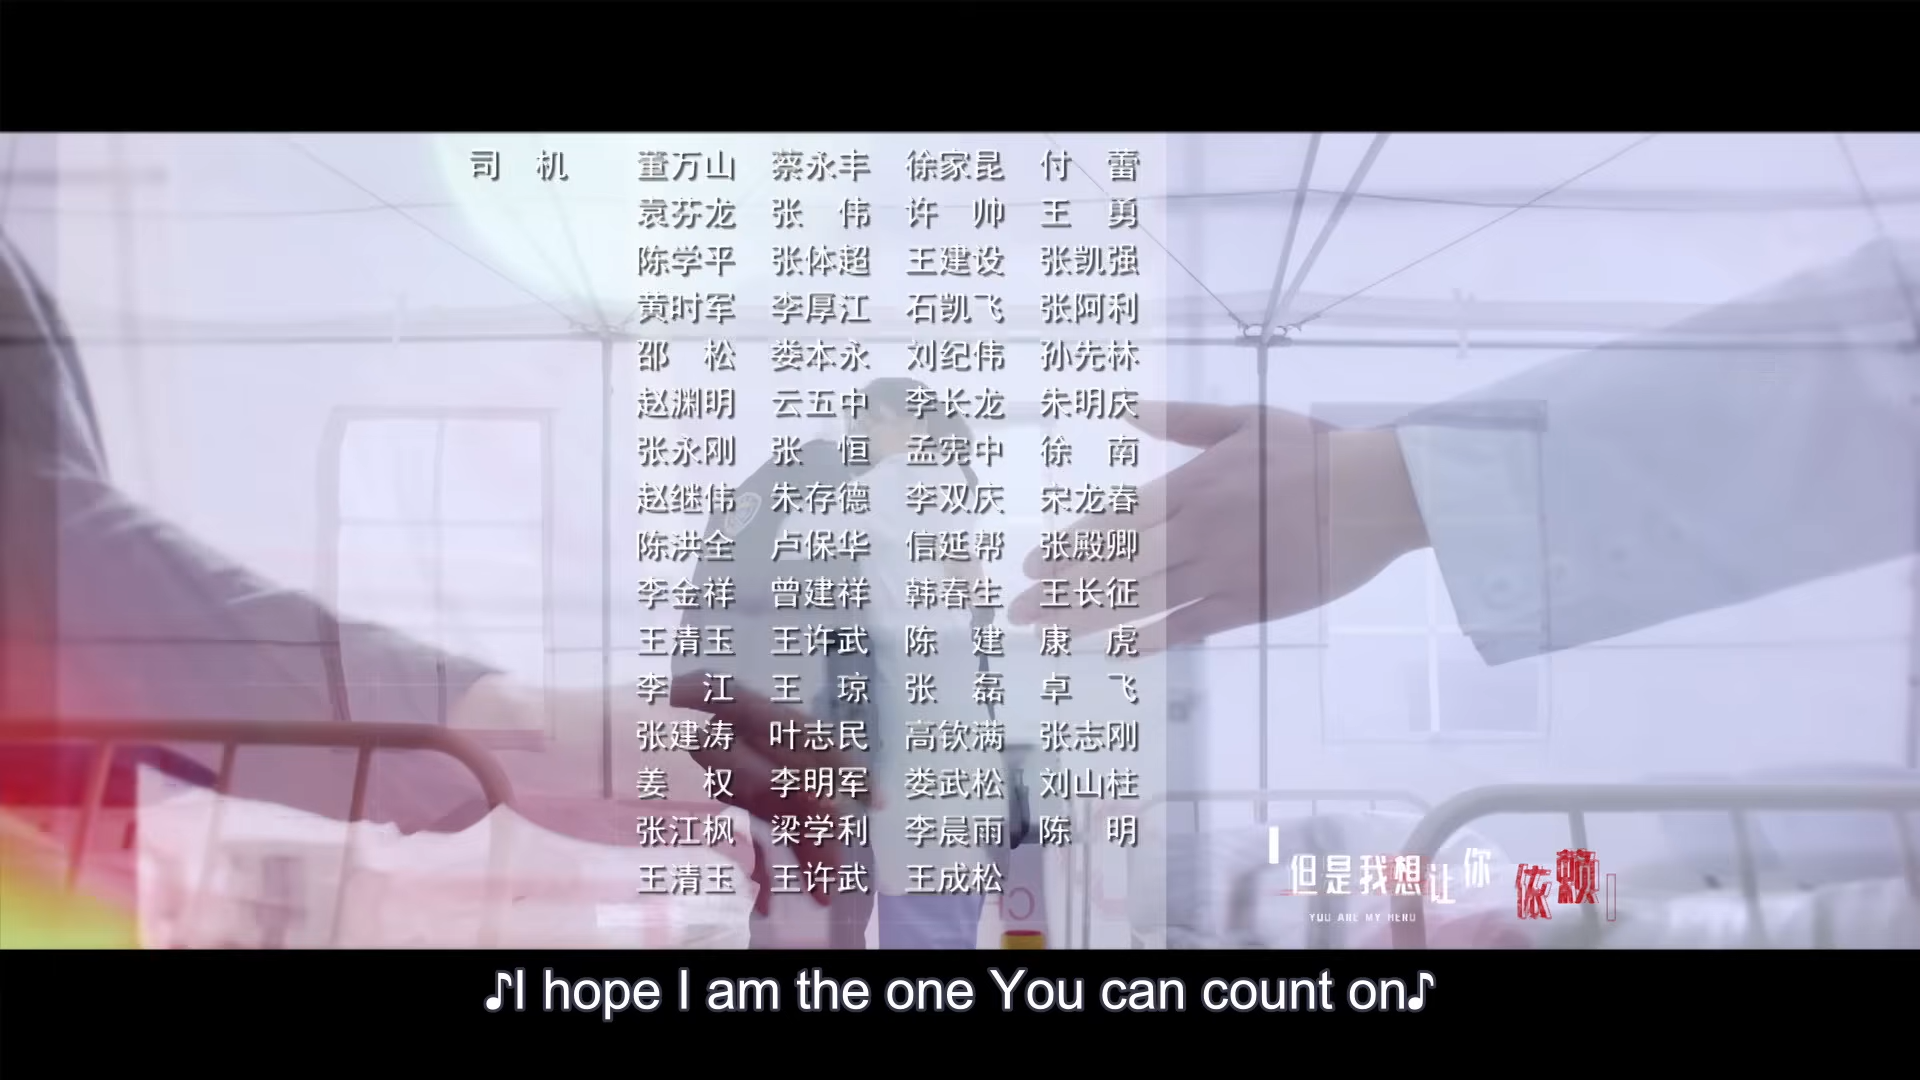 司 机 董万山 蔡永丰 徐家昆 付 蕾
袁芬龙 张 伟 许 帅 王 勇
陈学平 张体超 王建设 张凯强
黄时军 李厚江 石凯飞 张阿利
邵 松 娄本永 刘纪伟 孙先林
赵渊明 云五中 李长龙 朱明庆
张永刚 张 恒 孟宪中 徐 南
赵继伟 朱存德 李双庆 宋龙春
陈洪全 卢保华 信延帮 张殿卿
李金祥 曾建祥 韩春生 王长征
王清玉 王许武 陈 建 康 虎
李 江 王 琼 张 磊 卓 飞
张建涛 叶志民 高钦满 张志刚
姜 权 李明军 娄武松 刘山柱
张江枫 梁学利 李晨雨 陈 明
王清玉 王许武 王成松
但是我想让你 依赖
YOU ARE MY HERO
♪I hope I am the one You can count on♪